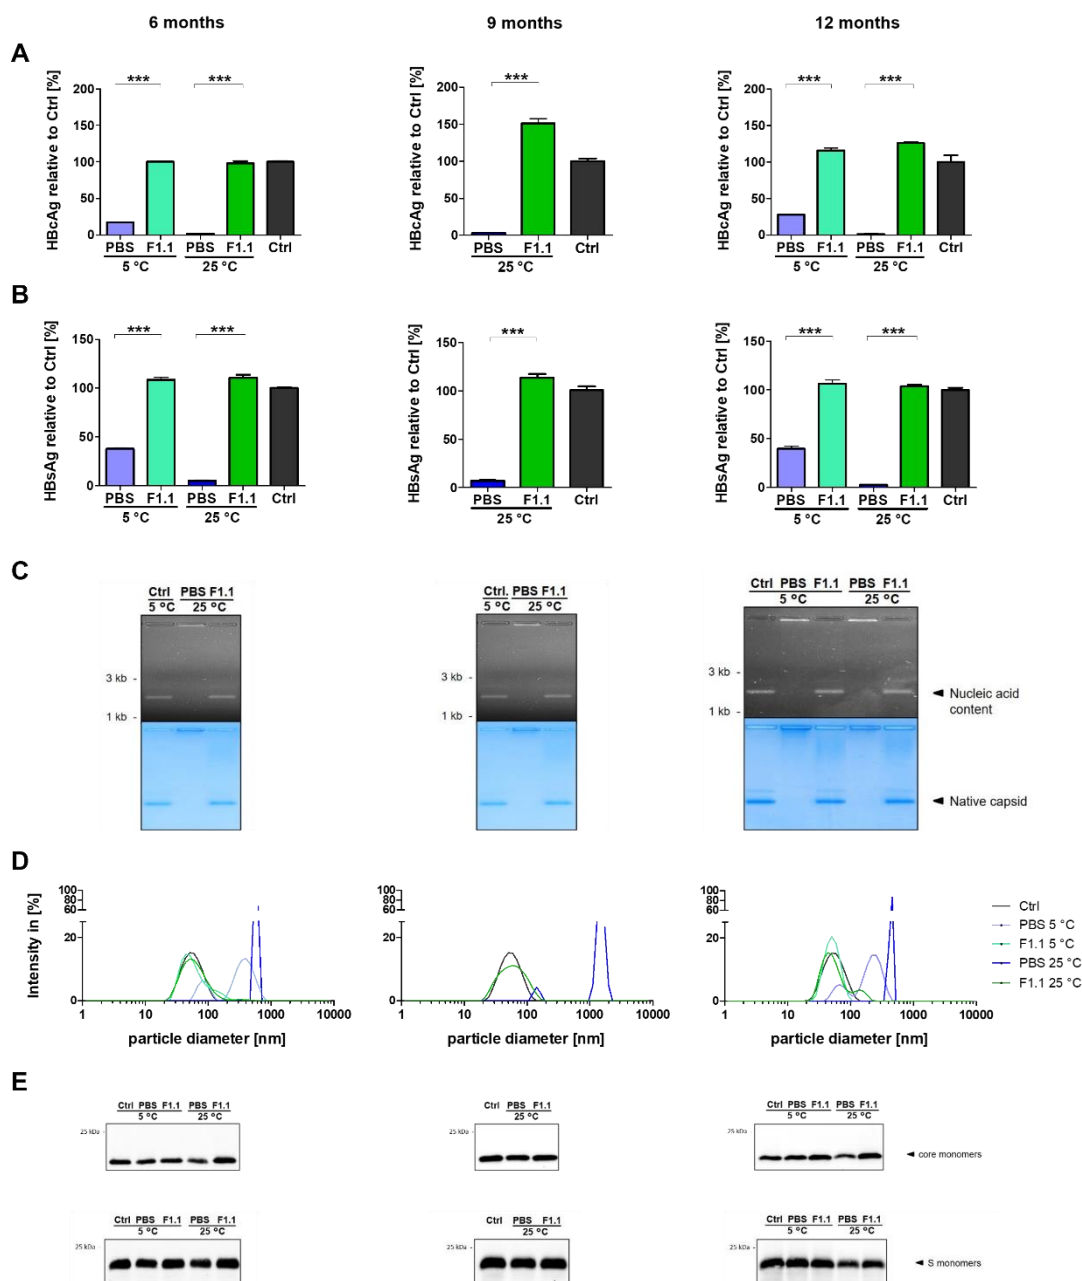 6 months 9 months 12 months
A
HBcAg relative to Ctrl [%]
200
150
100
50
0
*** ***
PBS F1.1 PBS F1.1 Ctrl
5 °C 25 °C
HBcAg relative to Ctrl [%]
200
150
100
50
0
***
PBS F1.1 Ctrl
25 °C
HBcAg relative to Ctrl [%]
200
150
100
50
0
*** ***
PBS F1.1 PBS F1.1 Ctrl
5 °C 25 °C
B
HBsAg relative to Ctrl [%]
150
100
50
0
*** ***
PBS F1.1 PBS F1.1 Ctrl
5 °C 25 °C
HBsAg relative to Ctrl [%]
150
100
50
0
***
PBS F1.1 Ctrl
25 °C
HBsAg relative to Ctrl [%]
150
100
50
0
*** ***
PBS F1.1 PBS F1.1 Ctrl
5 °C 25 °C
C
Ctrl PBS F1.1
5 °C 25 °C
3 kb -
1 kb -
Ctrl. PBS F1.1
5 °C 25 °C
3 kb -
1 kb -
Ctrl PBS F1.1 PBS F1.1
5 °C 25 °C
3 kb -
1 kb -
Nucleic acid
content
Native capsid
D
Intensity in [%]
100
80
60
20
0
1 10 100 1000 10000
particle diameter [nm]
100
80
60
20
0
1 10 100 1000 10000
particle diameter [nm]
100
80
60
20
0
1 10 100 1000 10000
particle diameter [nm]
Ctrl
PBS 5 °C
F1.1 5 °C
PBS 25 °C
F1.1 25 °C
E
Ctrl PBS F1.1 PBS F1.1
5 °C 25 °C
25 kDa -
Ctrl PBS F1.1
25 °C
25 kDa -
Ctrl PBS F1.1 PBS F1.1
5 °C 25 °C
25 kDa -
core monomers
Ctrl PBS F1.1 PBS F1.1
5 °C 25 °C
25 kDa -
Ctrl PBS F1.1
25 °C
25 kDa -
Ctrl PBS F1.1 PBS F1.1
5 °C 25 °C
25 kDa -
S monomers